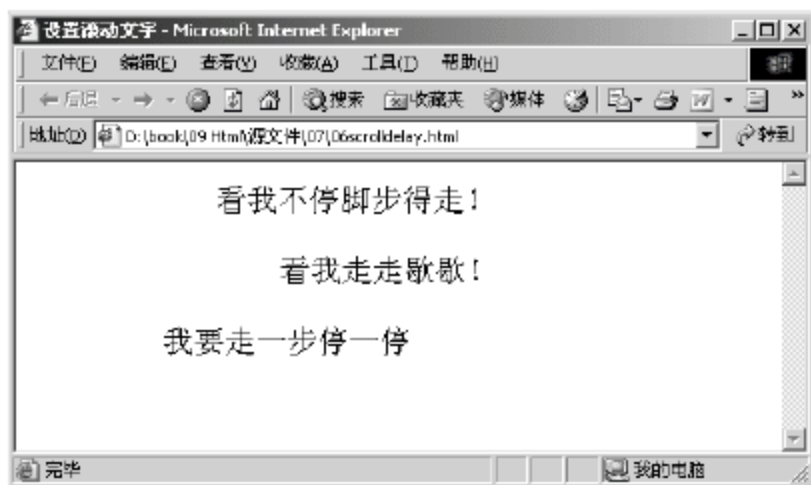 设置滚动文字 - Microsoft Internet Explorer
文件(F) 编辑(E) 查看(V) 收藏(A) 工具(T) 帮助(H)
后退 搜索 收藏夹 媒体
地址(D) D:\book\09 Html\源文件\07\06scrolldelay.html 转到
看我不停脚步得走!
看我走走歇歇!
我要走一步停一停
完毕 我的电脑